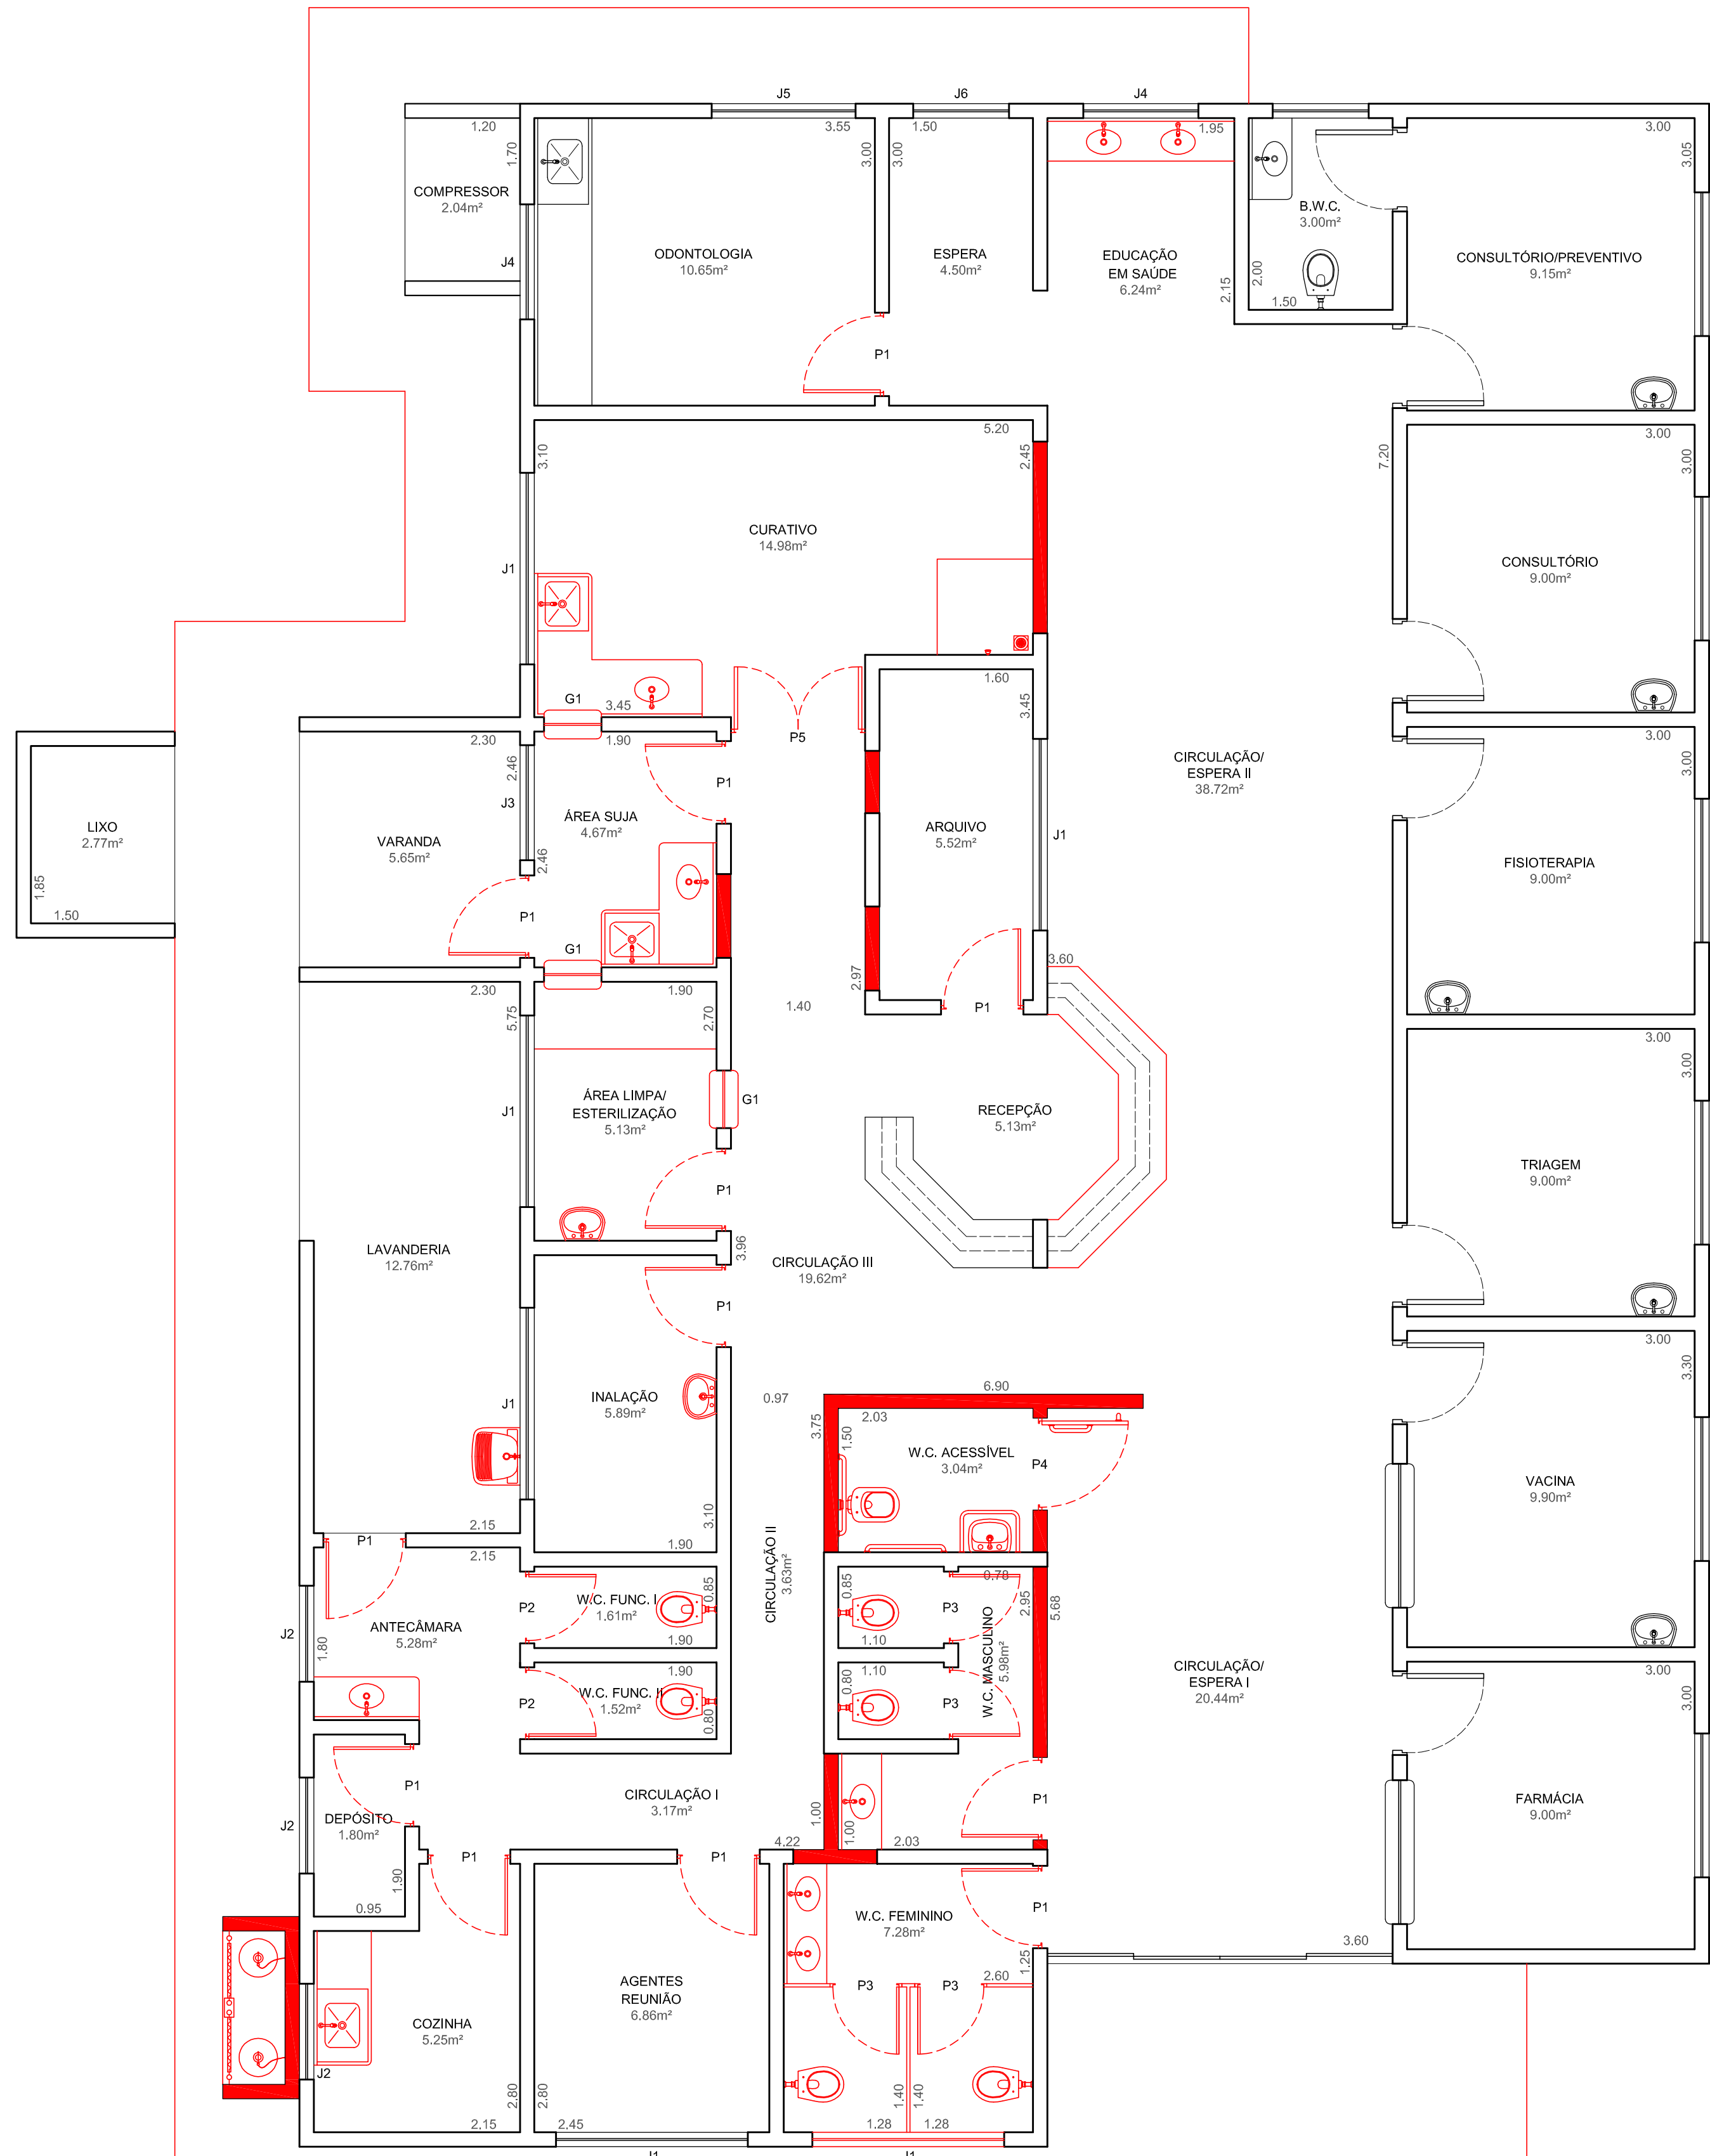 J5
J6
J4
1.20
1.70
3.55
3.00
3.00
1.50
1.95
3.00
3.05
COMPRESSOR
2.04m²
J4
ODONTOLOGIA
10.65m²
ESPERA
4.50m²
EDUCAÇÃO
EM SAÚDE
6.24m²
2.15
B.W.C.
3.00m²
2.00
1.50
CONSULTÓRIO/PREVENTIVO
9.15m²
P1
5.20
3.10
2.45
7.20
3.00
3.00
CURATIVO
14.98m²
J1
CONSULTÓRIO
9.00m²
G1
3.45
1.60
3.45
P5
2.30
2.46
1.90
P1
3.00
3.00
J3
ÁREA SUJA
4.67m²
CIRCULAÇÃO/
ESPERA II
38.72m²
LIXO
2.77m²
1.85
1.50
VARANDA
5.65m²
2.46
ARQUIVO
5.52m²
J1
FISIOTERAPIA
9.00m²
P1
G1
2.30
5.75
1.90
2.70
1.40
2.97
P1
3.60
3.00
3.00
J1
ÁREA LIMPA/
ESTERILIZAÇÃO
5.13m²
G1
RECEPÇÃO
5.13m²
TRIAGEM
9.00m²
P1
LAVANDERIA
12.76m²
3.96
CIRCULAÇÃO III
19.62m²
P1
3.00
3.30
J1
INALAÇÃO
5.89m²
0.97
6.90
3.75
2.03
1.50
W.C. ACESSÍVEL
3.04m²
P4
VACINA
9.90m²
3.10
1.90
2.15
P1
2.15
CIRCULAÇÃO II
3.63m²
0.78
J2
ANTECÂMARA
5.28m²
1.80
P2
W.C. FUNC. I
1.61m²
0.85
1.90
0.85
1.10
P3
2.95
5.68
W.C. MASCULINO
5.98m²
P2
1.90
W.C. FUNC. II
1.52m²
0.80
1.10
0.80
P3
CIRCULAÇÃO/
ESPERA I
20.44m²
3.00
3.00
J2
DEPÓSITO
1.80m²
P1
CIRCULAÇÃO I
3.17m²
1.00
1.00
P1
FARMÁCIA
9.00m²
P1
P1
4.22
2.03
1.90
0.95
W.C. FEMININO
7.28m²
P1
1.25
2.60
3.60
COZINHA
5.25m²
J2
AGENTES
REUNIÃO
6.86m²
P3
P3
2.80
2.80
2.15
2.45
1.40
1.40
1.28
1.28
J1
J1